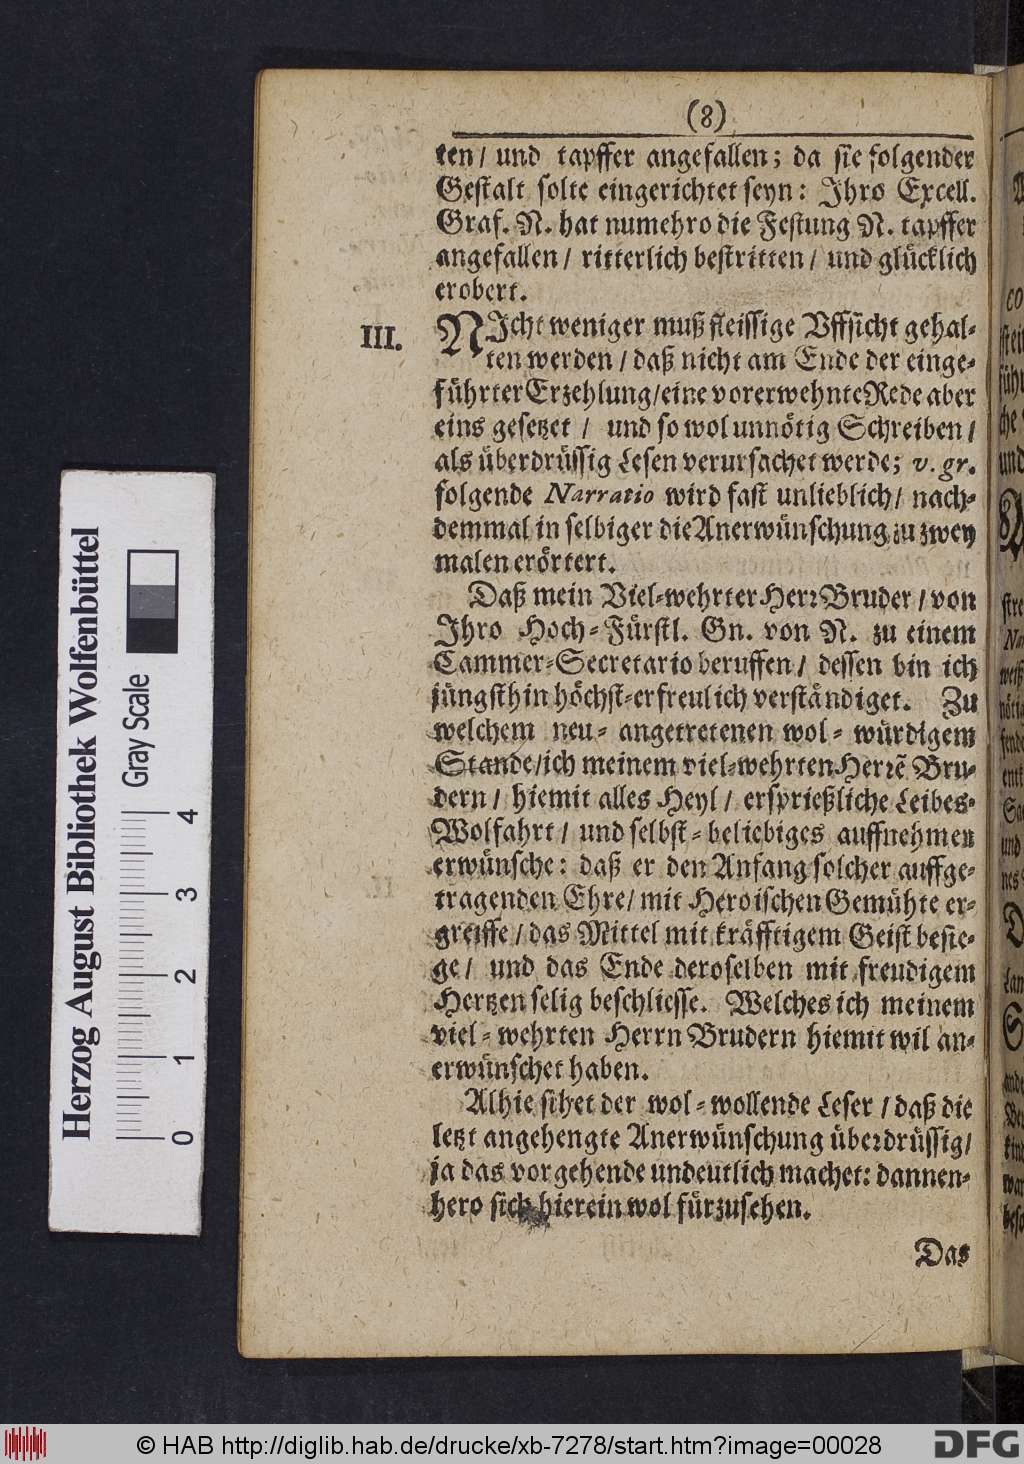 (8)
ten/ und tapffer angefallen; da sie folgender
Gestalt solte eingerichtet seyn: Ihro Excell.
Graf. N. hat numehro die Festung N. tapffer
angefallen/ ritterlich bestritten/ und glücklich
erobert.
III.
NIcht weniger muß fleissige Vffsicht gehal-
ten werden/ daß nicht am Ende der einge-
führter Erzehlung/eine vorerwehnte Rede aber
eins gesetzet/ und so wol unnötig Schreiben/
als überdrüssig Lesen verursachet werde; v. gr.
folgende Narratio wird fast unlieblich/ nach-
demmal in selbiger die Anerwünschung zu zwey
malen erörtert.
Daß mein Viel-wehrter Herr Bruder/ von
Ihro Hoch-Fürstl. Gn. von N. zu einem
Cammer-Secretario beruffen/ dessen bin ich
jüngsthin höchst-erfreulich verständiget. Zu
welchem neu-angetretenen wol-würdigem
Stande/ich meinem viel-wehrten Herrẽ Bru-
dern/ hiemit alles Heyl/ ersprießliche Leibes-
Wolfahrt/ und selbst-beliebiges auffnehmen
erwünsche: daß er den Anfang solcher auffge-
tragenden Ehre/ mit Heroischen Gemühte er-
greiffe/ das Mittel mit kräfftigem Geist besie-
ge/ und das Ende deroselben mit freudigem
Hertzen selig beschliesse. Welches ich meinem
viel-wehrten Herrn Brudern hiemit wil an-
erwünschet haben.
Alhie sihet der wol-wollende Leser/ daß die
letzt angehengte Anerwünschung überdrüssig/
ja das vorgehende undeutlich machet: dannen-
hero sich hierein wol fürzusehen.
Das
Herzog August Bibliothek Wolfenbüttel
Gray Scale
0 1 2 3 4
© HAB http://diglib.hab.de/drucke/xb-7278/start.htm?image=00028
DFG